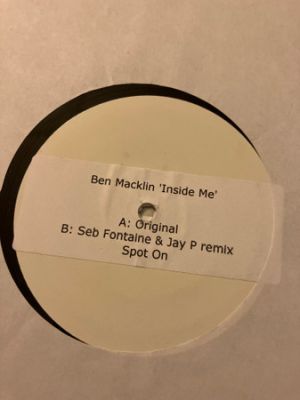 Ben Macklin 'Inside Me'
A: Original
B: Seb Fontaine & Jay P remix
Spot On